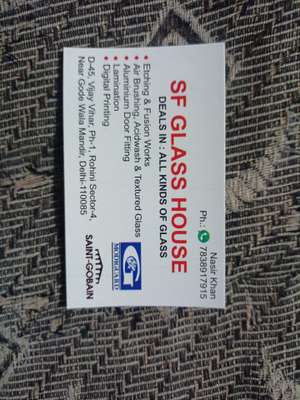 Nasir Khan
Ph.: 7838917915
SF GLASS HOUSE
DEALS IN : ALL KINDS OF GLASS
• Etching & Fusion Works
• Air Brushing, Acidwash & Textured Glass
• Aluminium Door Fitting
• Lamination
• Digital Printing
MODIGUARD
SAINT-GOBAIN
D-45, Vijay Vihar, Ph-1, Rohini Sector-4,
Near Gode Wala Mandir, Delhi-110085